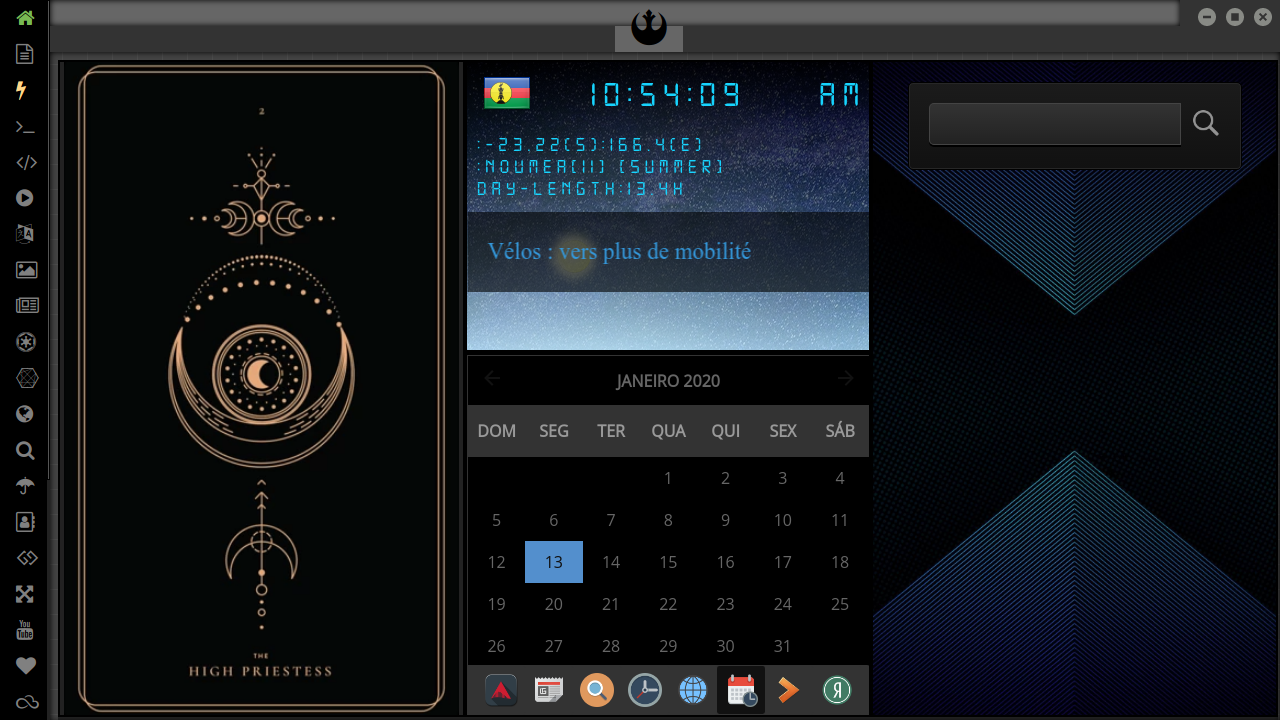 2
THE
HIGH PRIESTESS
10:54:09 AM
:-23.22(S):166.4(E)
:NOUMEA(11) (SUMMER)
DAY-LENGTH:13.4H
Vélos : vers plus de mobilité
JANEIRO 2020
DOM SEG TER QUA QUI SEX SÁB
1 2 3 4
5 6 7 8 9 10 11
12 13 14 15 16 17 18
19 20 21 22 23 24 25
26 27 28 29 30 31
You
Tube
Я